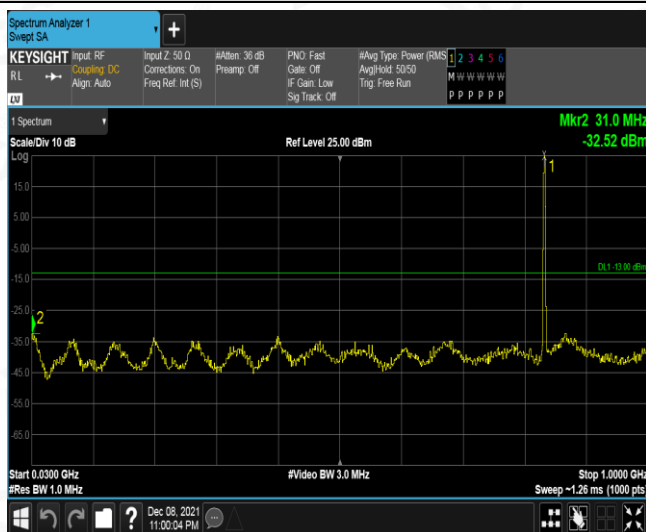 Spectrum Analyzer 1
Swept SA
KEYSIGHT
RL
LXI
Input: RF
Coupling: DC
Align: Auto
Input Z: 50 Ω
Corrections: On
Freq Ref: Int (S)
#Atten: 36 dB
Preamp: Off
PNO: Fast
Gate: Off
IF Gain: Low
Sig Track: Off
#Avg Type: Power (RMS
Avg|Hold: 50/50
Trig: Free Run
1 2 3 4 5 6
M W W W W W
P P P P P P
1 Spectrum
Scale/Div 10 dB
Ref Level 25.00 dBm
Mkr2 31.0 MHz
-32.52 dBm
Log
15.0
5.00
-5.00
-15.0
-25.0
-35.0
-45.0
-55.0
-65.0
1
DL1 -13.00 dBm
2
Start 0.0300 GHz
#Res BW 1.0 MHz
#Video BW 3.0 MHz
Stop 1.0000 GHz
Sweep ~1.26 ms (1000 pts)
?
Dec 08, 2021
11:00:04 PM